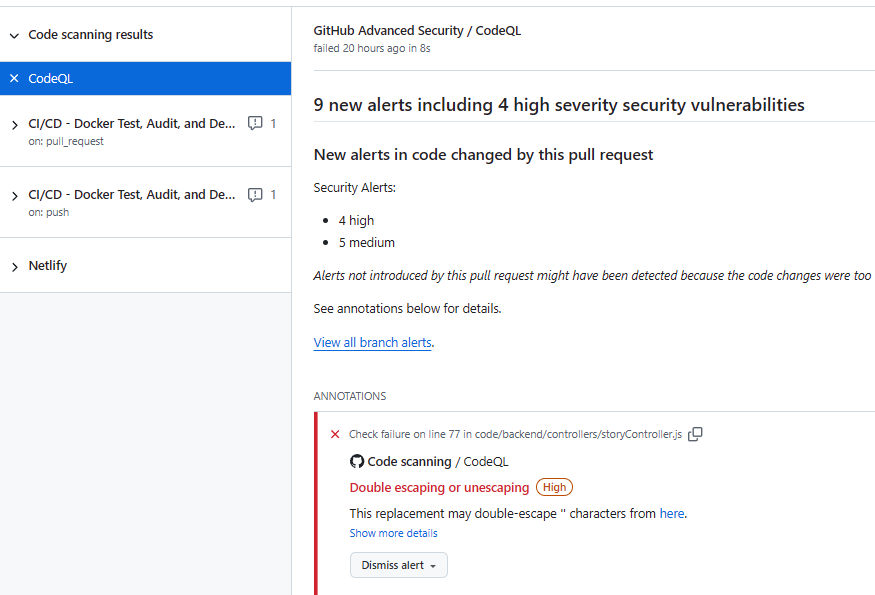 Code scanning results
CodeQL
CI/CD - Docker Test, Audit, and De... 1
on: pull_request
CI/CD - Docker Test, Audit, and De... 1
on: push
Netlify
GitHub Advanced Security / CodeQL
failed 20 hours ago in 8s
9 new alerts including 4 high severity security vulnerabilities
New alerts in code changed by this pull request
Security Alerts:
• 4 high
• 5 medium
Alerts not introduced by this pull request might have been detected because the code changes were too
See annotations below for details.
View all branch alerts.
ANNOTATIONS
Check failure on line 77 in code/backend/controllers/storyController.js
Code scanning / CodeQL
Double escaping or unescaping High
This replacement may double-escape '' characters from here.
Show more details
Dismiss alert